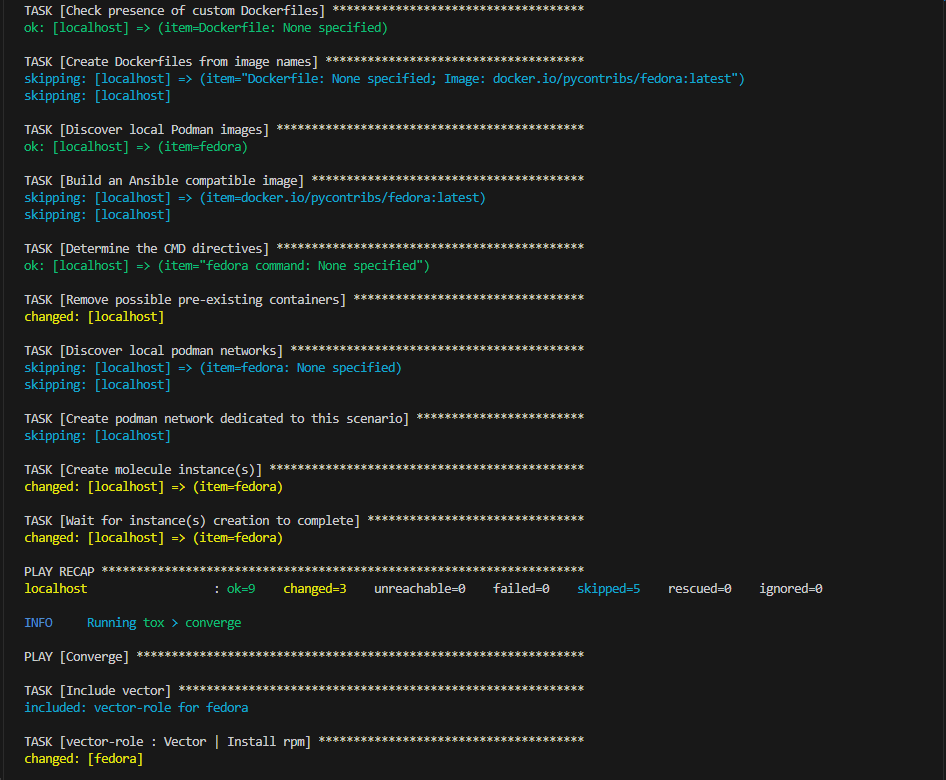 TASK [Check presence of custom Dockerfiles] ************************************
ok: [localhost] => (item=Dockerfile: None specified)
TASK [Create Dockerfiles from image names] *************************************
skipping: [localhost] => (item="Dockerfile: None specified; Image: docker.io/pycontribs/fedora:latest")
skipping: [localhost]
TASK [Discover local Podman images] ********************************************
ok: [localhost] => (item=fedora)
TASK [Build an Ansible compatible image] ***************************************
skipping: [localhost] => (item=docker.io/pycontribs/fedora:latest)
skipping: [localhost]
TASK [Determine the CMD directives] ********************************************
ok: [localhost] => (item="fedora command: None specified")
TASK [Remove possible pre-existing containers] *********************************
changed: [localhost]
TASK [Discover local podman networks] ******************************************
skipping: [localhost] => (item=fedora: None specified)
skipping: [localhost]
TASK [Create podman network dedicated to this scenario] ************************
skipping: [localhost]
TASK [Create molecule instance(s)] *********************************************
changed: [localhost] => (item=fedora)
TASK [Wait for instance(s) creation to complete] *******************************
changed: [localhost] => (item=fedora)
PLAY RECAP *********************************************************************
localhost                  : ok=9    changed=3    unreachable=0    failed=0    skipped=5    rescued=0    ignored=0
INFO     Running tox > converge
PLAY [Converge] ****************************************************************
TASK [Include vector] **********************************************************
included: vector-role for fedora
TASK [vector-role : Vector | Install rpm] **************************************
changed: [fedora]